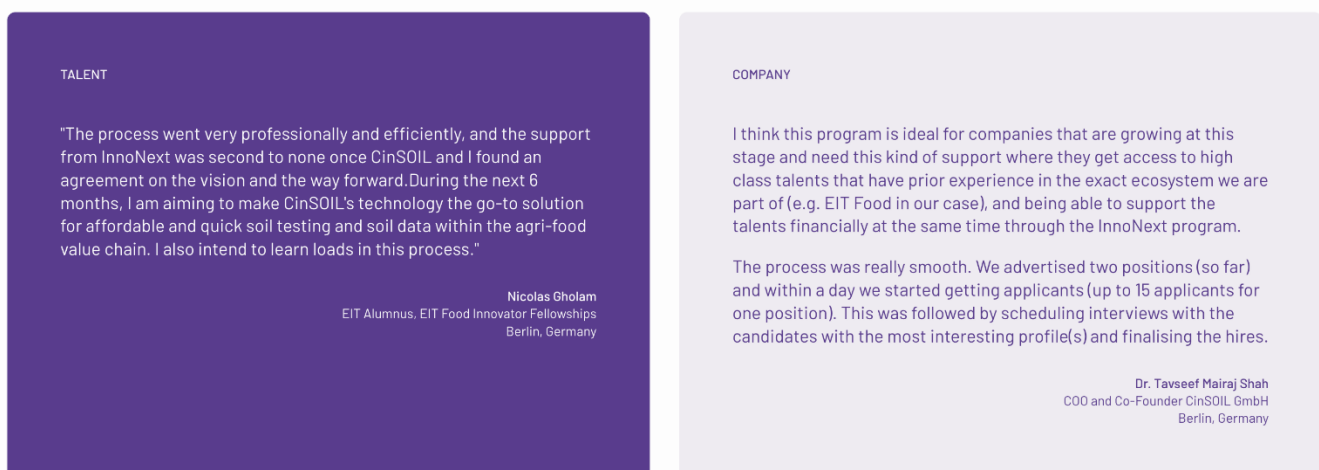 TALENT
"The process went very professionally and efficiently, and the support
from InnoNext was second to none once CinSOIL and I found an
agreement on the vision and the way forward.During the next 6
months, I am aiming to make CinSOIL's technology the go-to solution
for affordable and quick soil testing and soil data within the agri-food
value chain. I also intend to learn loads in this process."
Nicolas Gholam
EIT Alumnus, EIT Food Innovator Fellowships
Berlin, Germany
COMPANY
I think this program is ideal for companies that are growing at this
stage and need this kind of support where they get access to high
class talents that have prior experience in the exact ecosystem we are
part of (e.g. EIT Food in our case), and being able to support the
talents financially at the same time through the InnoNext program.
The process was really smooth. We advertised two positions (so far)
and within a day we started getting applicants (up to 15 applicants for
one position). This was followed by scheduling interviews with the
candidates with the most interesting profile(s) and finalising the hires.
Dr. Tavseef Mairaj Shah
COO and Co-Founder CinSOIL GmbH
Berlin, Germany